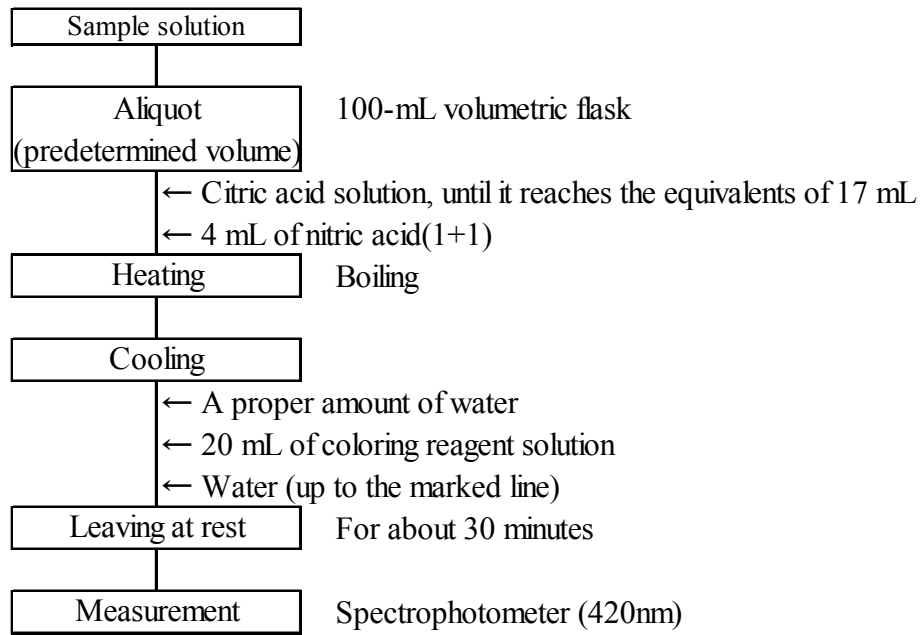 Sample solution
Aliquot 100-mL volumetric flask
(predetermined volume)
← Citric acid solution, until it reaches the equivalents of 17 mL
← 4 mL of nitric acid(1+1)
Heating Boiling
Cooling
← A proper amount of water
← 20 mL of coloring reagent solution
← Water (up to the marked line)
Leaving at rest For about 30 minutes
Measurement Spectrophotometer (420nm)